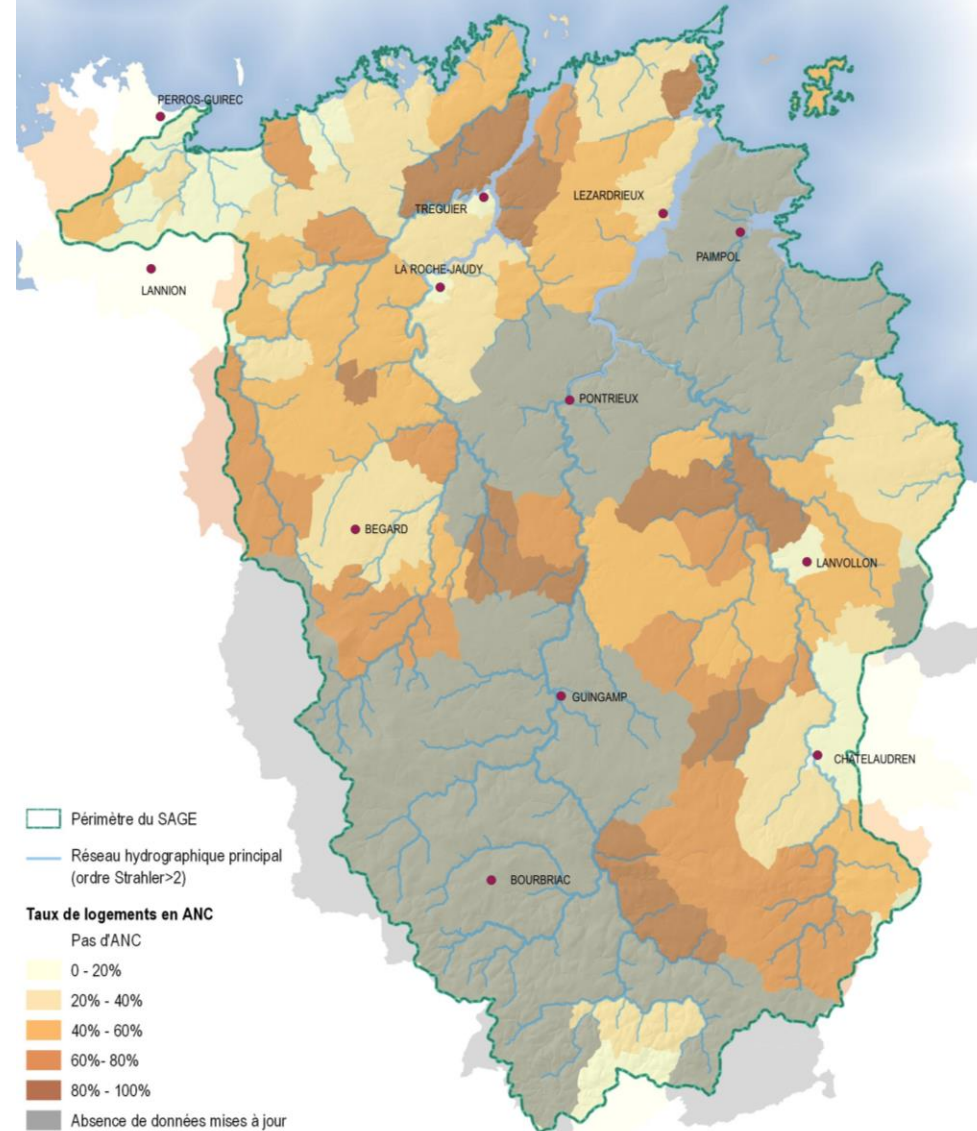 PERROS-GUIREC
TREGUIER
LEZARDRIEUX
PAIMPOL
LA ROCHE-JAUDY
LANNION
PONTRIEUX
BEGARD
LANVOLLON
GUINGAMP
CHATELAUDREN
BOURBRIAC
Périmètre du SAGE
Réseau hydrographique principal
(ordre Strahler>2)
Taux de logements en ANC
Pas d'ANC
0 - 20%
20% - 40%
40% - 60%
60%- 80%
80% - 100%
Absence de données mises à jour